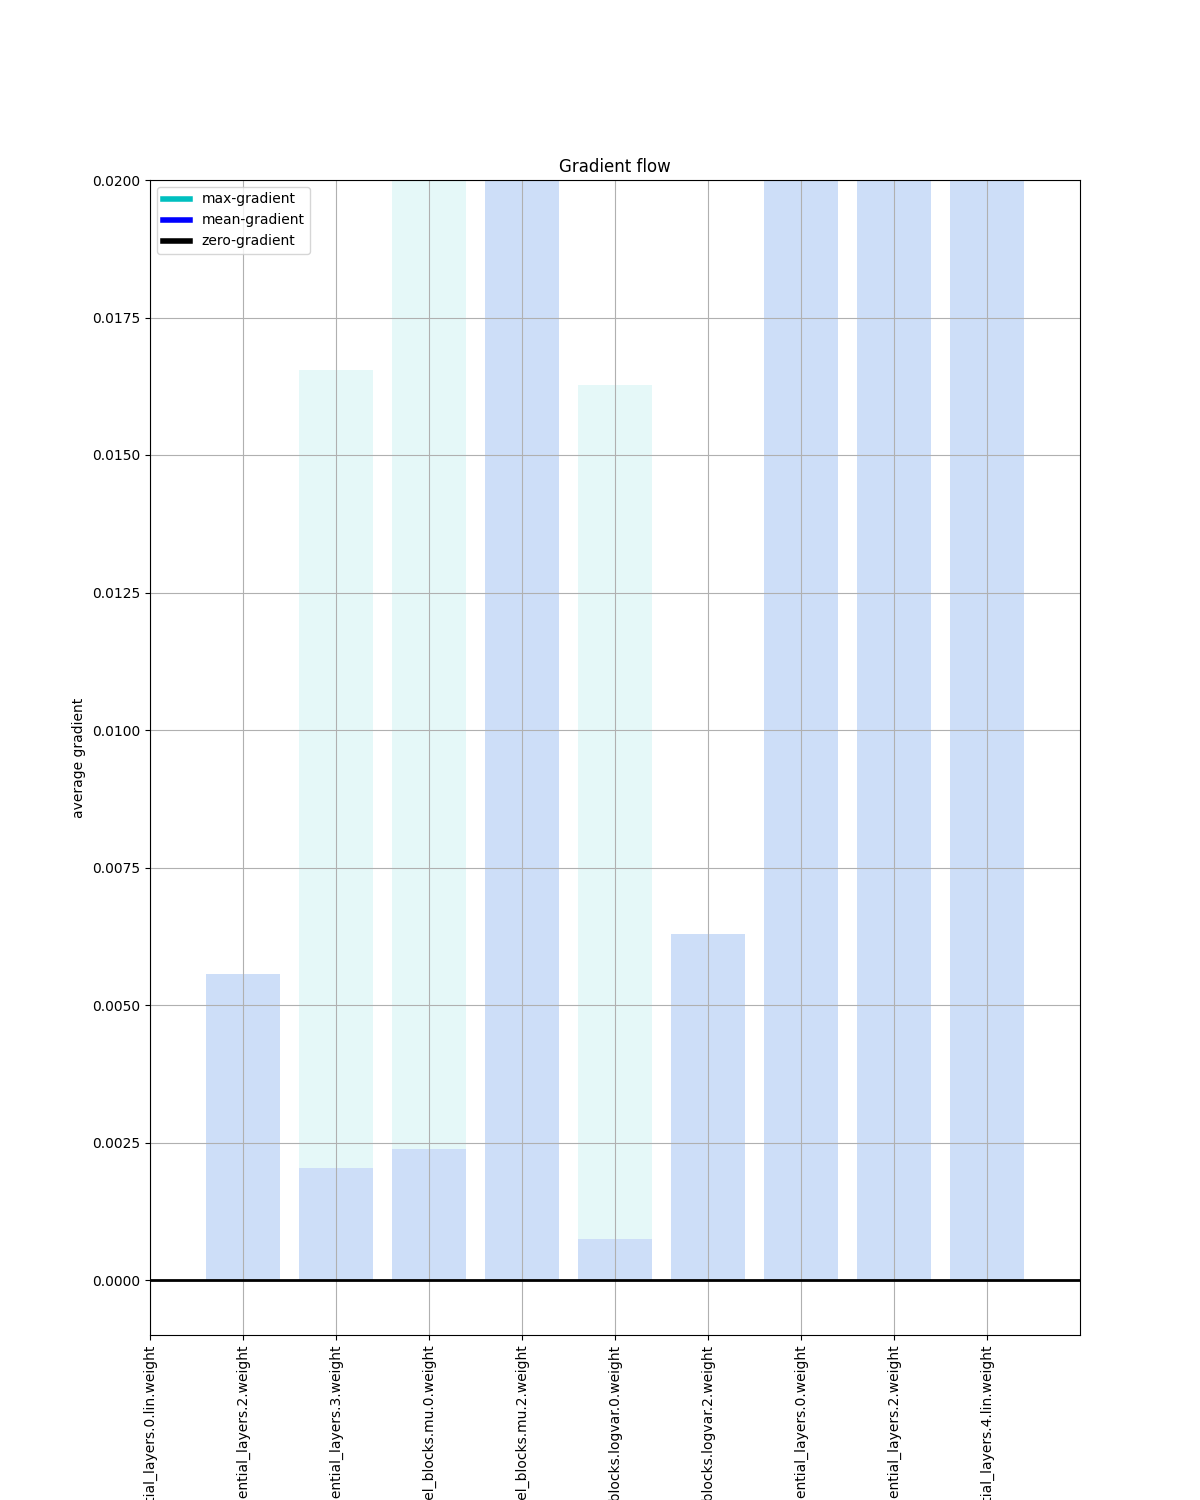 Gradient flow
max-gradient
mean-gradient
zero-gradient
0.0200
0.0175
0.0150
0.0125
0.0100
0.0075
0.0050
0.0025
0.0000
average gradient
tial_layers.0.lin.weight
ential_layers.2.weight
ential_layers.3.weight
el_blocks.mu.0.weight
el_blocks.mu.2.weight
blocks.logvar.0.weight
blocks.logvar.2.weight
ential_layers.0.weight
ential_layers.2.weight
tial_layers.4.lin.weight